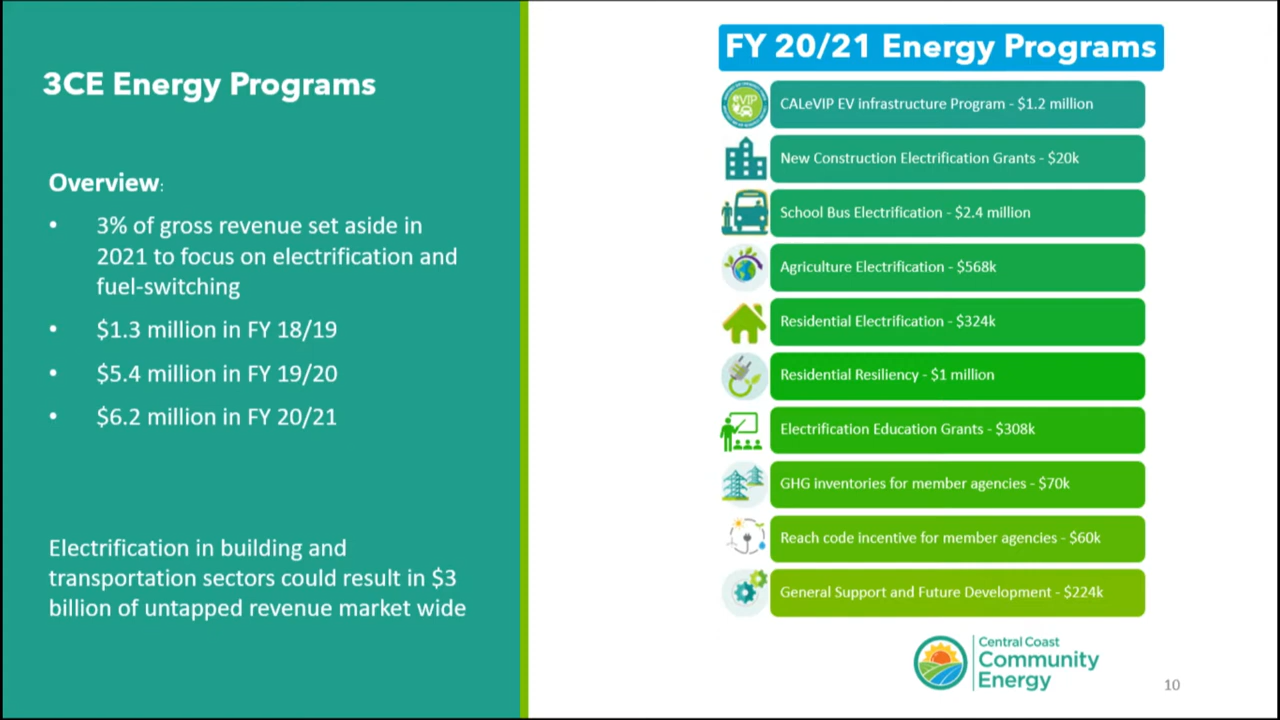 3CE Energy Programs
Overview:
• 3% of gross revenue set aside in
2021 to focus on electrification and
fuel-switching
• $1.3 million in FY 18/19
• $5.4 million in FY 19/20
• $6.2 million in FY 20/21
Electrification in building and
transportation sectors could result in $3
billion of untapped revenue market wide
FY 20/21 Energy Programs
eVIP
CALeVIP EV infrastructure Program - $1.2 million
New Construction Electrification Grants - $20k
School Bus Electrification - $2.4 million
Agriculture Electrification - $568k
Residential Electrification - $324k
Residential Resiliency - $1 million
Electrification Education Grants - $308k
GHG inventories for member agencies - $70k
Reach code incentive for member agencies - $60k
General Support and Future Development - $224k
Central Coast
Community
Energy
10